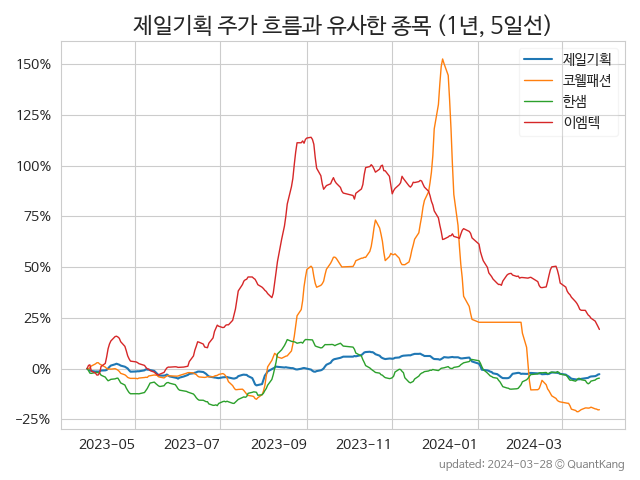 제일기획 주가 흐름과 유사한 종목 (1년, 5일선)
제일기획
코웰패션
한샘
이엠텍
150%
125%
100%
75%
50%
25%
0%
−25%
2023-05 2023-07 2023-09 2023-11 2024-01 2024-03
updated: 2024-03-28 © QuantKang